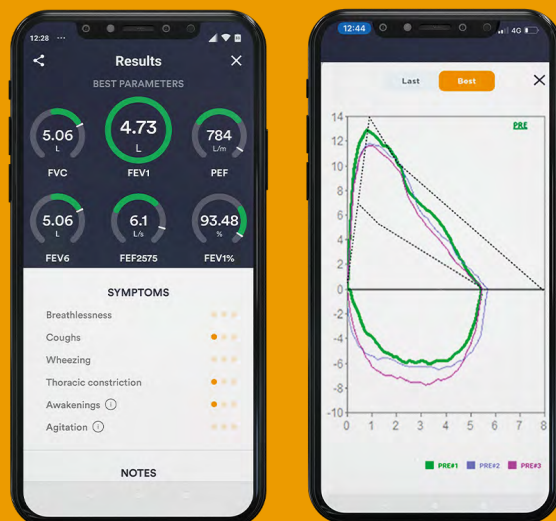 12:28 ...
Results
BEST PARAMETERS
5.06
L
FVC
4.73
L
FEV1
784
L/m
PEF
5.06
L
FEV6
6.1
L/s
FEF2575
93.48
%
FEV1%
SYMPTOMS
Breathlessness
Coughs
Wheezing
Thoracic constriction
Awakenings i
Agitation i
NOTES
12:44
4G
Last
Best
PRE
14
12
10
8
6
4
2
0
-2
-4
-6
-8
-10
0 1 2 3 4 5 6 7 8
PRE#1 PRE#2 PRE#3